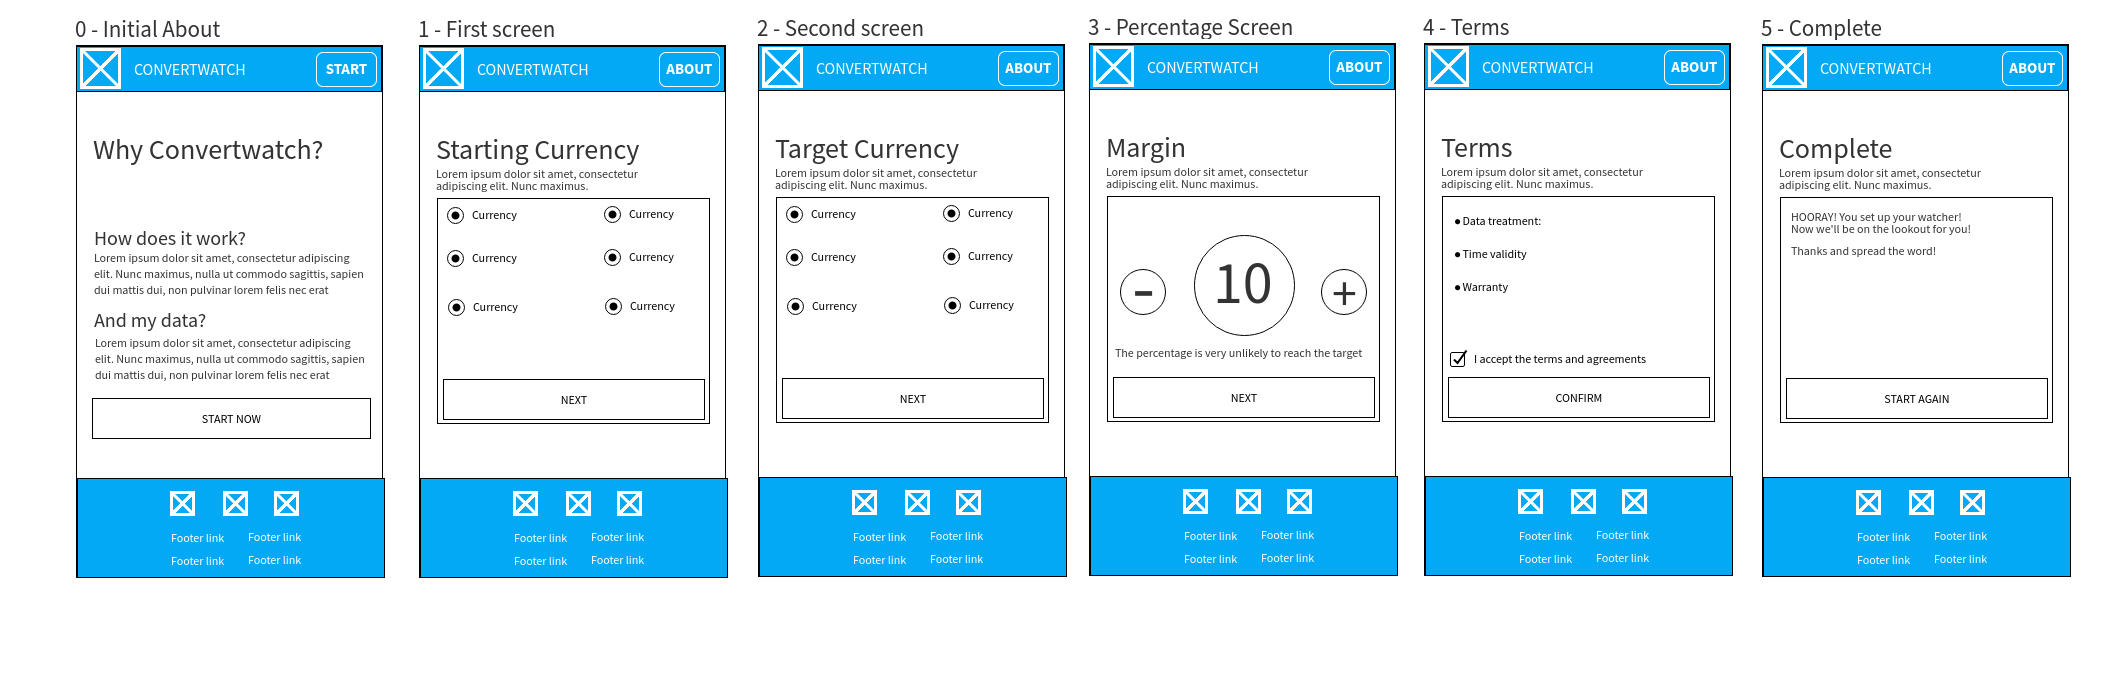 0 - Initial About
CONVERTWATCH
START
Why Convertwatch?
How does it work?
Lorem ipsum dolor sit amet, consectetur adipiscing
elit. Nunc maximus, nulla ut commodo sagittis, sapien
dui mattis dui, non pulvinar lorem felis nec erat
And my data?
Lorem ipsum dolor sit amet, consectetur adipiscing
elit. Nunc maximus, nulla ut commodo sagittis, sapien
dui mattis dui, non pulvinar lorem felis nec erat
START NOW
Footer link Footer link
Footer link Footer link
1 - First screen
CONVERTWATCH
ABOUT
Starting Currency
Lorem ipsum dolor sit amet, consectetur
adipiscing elit. Nunc maximus.
Currency Currency
Currency Currency
Currency Currency
NEXT
Footer link Footer link
Footer link Footer link
2 - Second screen
CONVERTWATCH
ABOUT
Target Currency
Lorem ipsum dolor sit amet, consectetur
adipiscing elit. Nunc maximus.
Currency Currency
Currency Currency
Currency Currency
NEXT
Footer link Footer link
Footer link Footer link
3 - Percentage Screen
CONVERTWATCH
ABOUT
Margin
Lorem ipsum dolor sit amet, consectetur
adipiscing elit. Nunc maximus.
- 10 +
The percentage is very unlikely to reach the target
NEXT
Footer link Footer link
Footer link Footer link
4 - Terms
CONVERTWATCH
ABOUT
Terms
Lorem ipsum dolor sit amet, consectetur
adipiscing elit. Nunc maximus.
● Data treatment:
● Time validity
● Warranty
I accept the terms and agreements
CONFIRM
Footer link Footer link
Footer link Footer link
5 - Complete
CONVERTWATCH
ABOUT
Complete
Lorem ipsum dolor sit amet, consectetur
adipiscing elit. Nunc maximus.
HOORAY! You set up your watcher!
Now we'll be on the lookout for you!
Thanks and spread the word!
START AGAIN
Footer link Footer link
Footer link Footer link